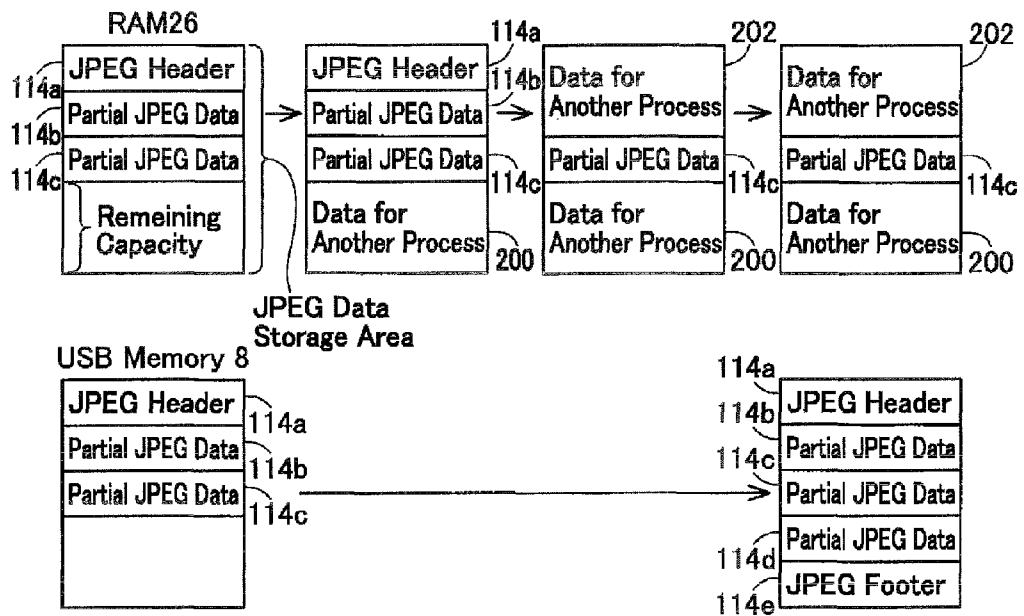 RAM26
JPEG Header
114a
Partial JPEG Data
114b
Partial JPEG Data
114c
Remeining
Capacity
JPEG Data
Storage Area
114a
JPEG Header
114b
Partial JPEG Data
Partial JPEG Data
114c
Data for
Another Process
200
202
Data for
Another Process
Partial JPEG Data
114c
Data for
Another Process
200
202
Data for
Another Process
Partial JPEG Data
114c
Data for
Another Process
200
USB Memory 8
JPEG Header
114a
Partial JPEG Data
114b
Partial JPEG Data
114c
114a
JPEG Header
114b
Partial JPEG Data
114c
Partial JPEG Data
Partial JPEG Data
114d
JPEG Footer
114e